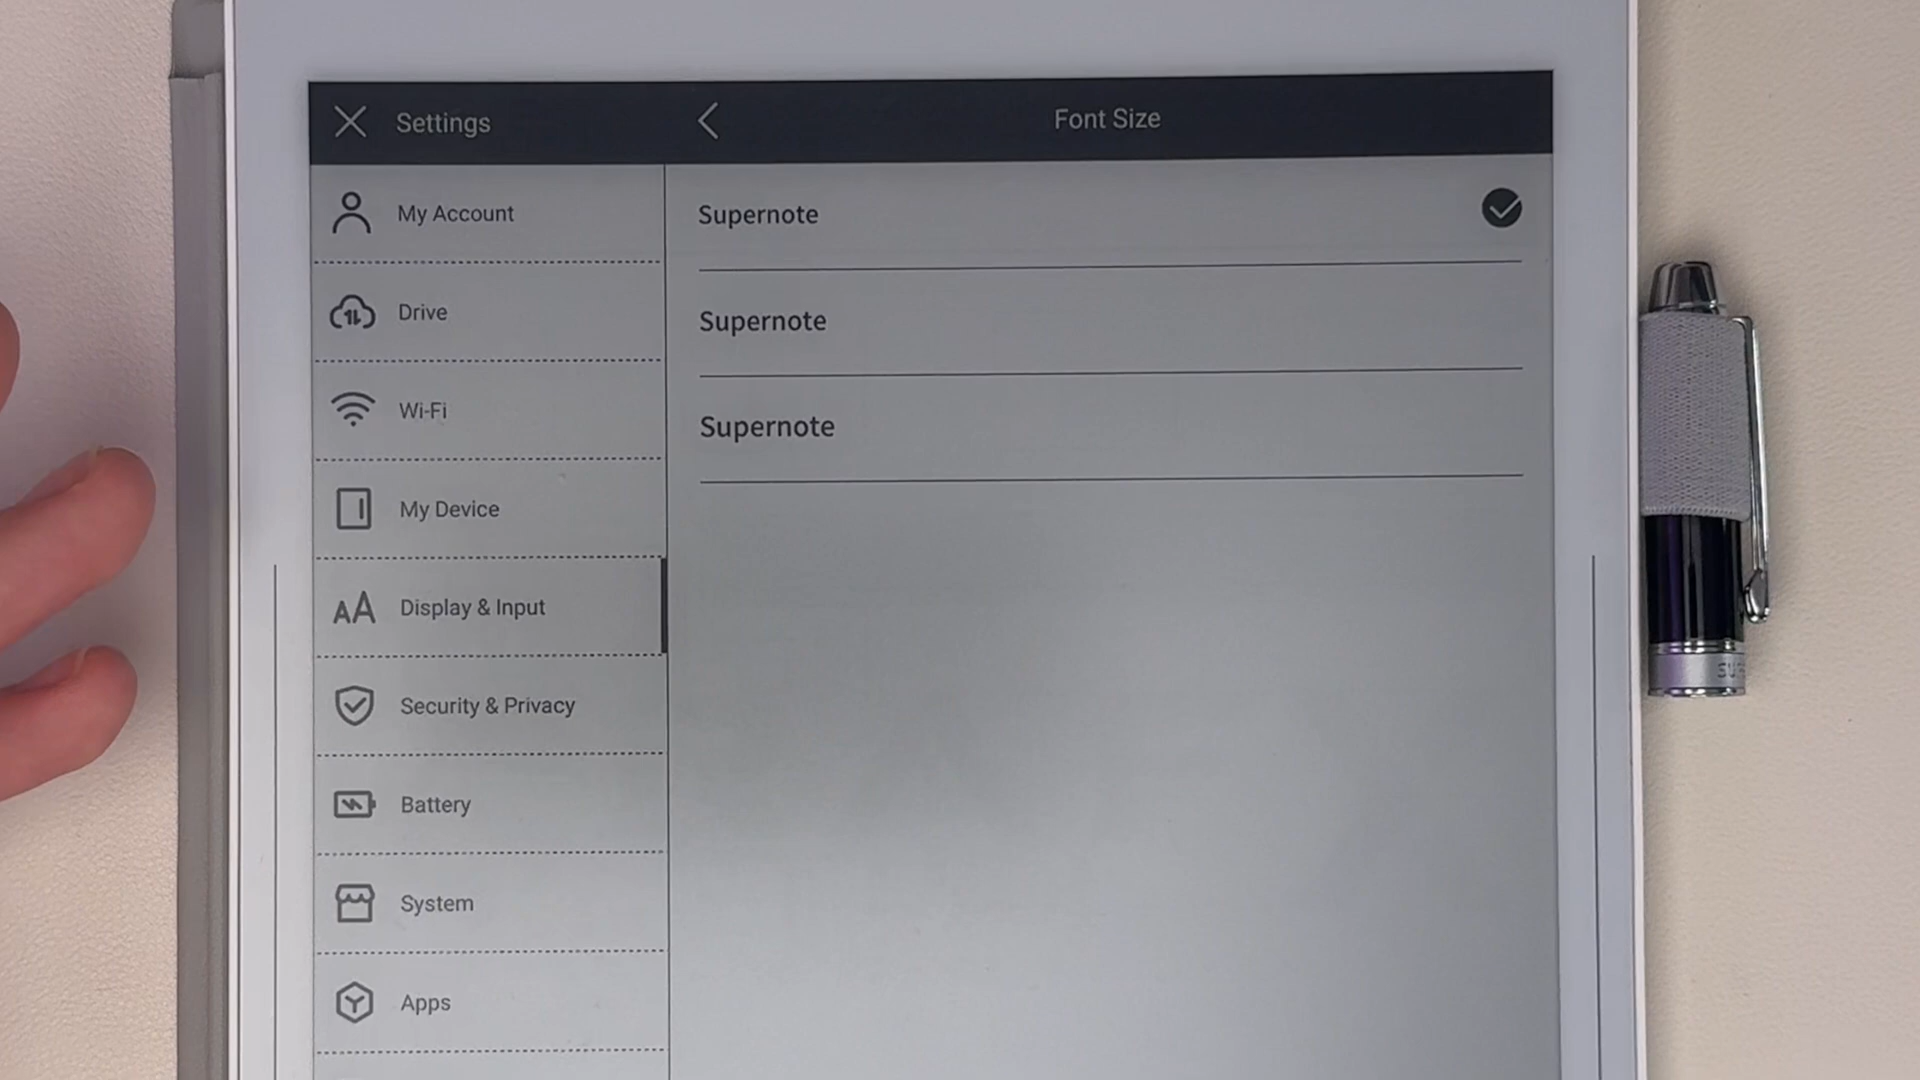 Settings
Font Size
My Account
Drive
Wi-Fi
My Device
Display & Input
Security & Privacy
Battery
System
Apps
Supernote
Supernote
Supernote